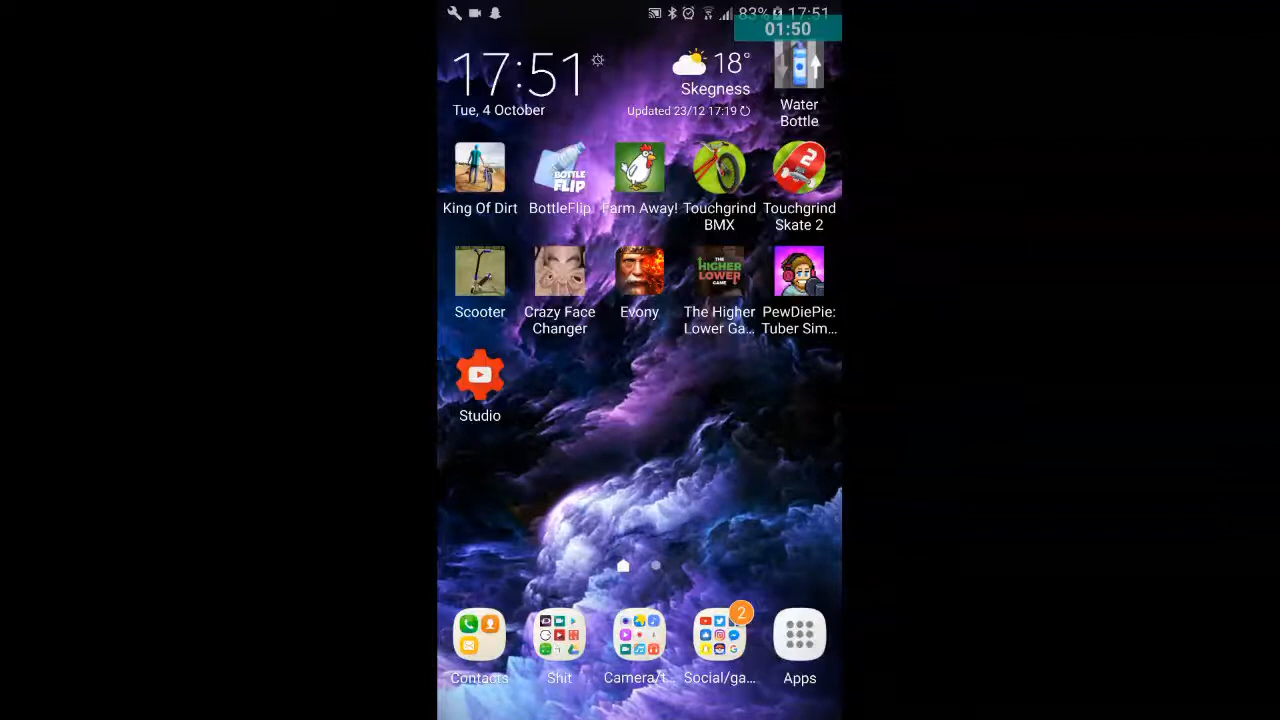 83% 17:51
01:50
17:51
Tue, 4 October
18°
Skegness
Updated 23/12 17:19
Water
Bottle
BOTTLE
FLIP
2
King Of Dirt
BottleFlip
Farm Away!
Touchgrind
BMX
Touchgrind
Skate 2
THE
HIGHER
LOWER
GAME
Scooter
Crazy Face
Changer
Evony
The Higher
Lower Ga...
PewDiePie:
Tuber Sim...
Studio
2
Contacts
Shit
Camera/t...
Social/ga...
Apps